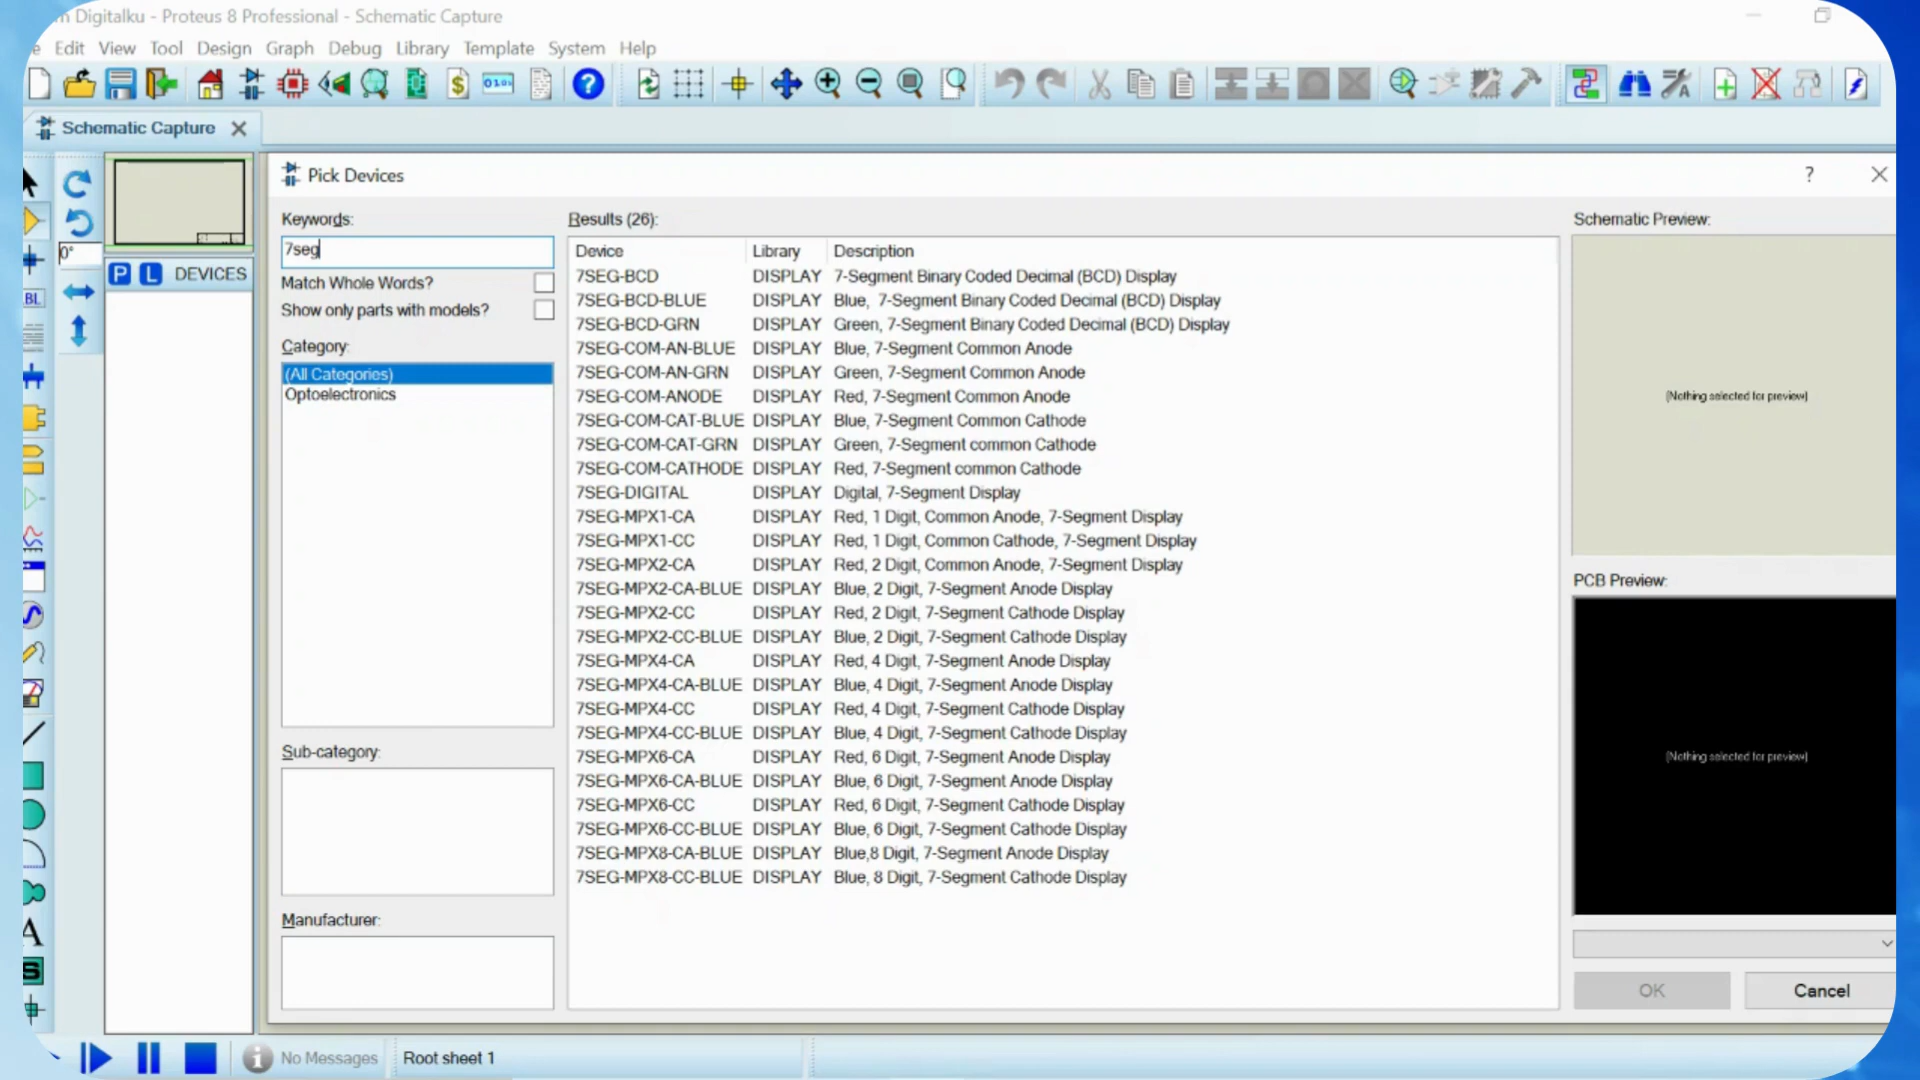 Digitalku - Proteus 8 Professional - Schematic Capture
Edit View Tool Design Graph Debug Library Template System Help
Schematic Capture
Pick Devices
?
Keywords:
7seg
Match Whole Words?
Show only parts with models?
Category:
(All Categories)
Optoelectronics
Sub-category:
Manufacturer:
0°
P L DEVICES
Results (26):
Device Library Description
7SEG-BCD DISPLAY 7-Segment Binary Coded Decimal (BCD) Display
7SEG-BCD-BLUE DISPLAY Blue, 7-Segment Binary Coded Decimal (BCD) Display
7SEG-BCD-GRN DISPLAY Green, 7-Segment Binary Coded Decimal (BCD) Display
7SEG-COM-AN-BLUE DISPLAY Blue, 7-Segment Common Anode
7SEG-COM-AN-GRN DISPLAY Green, 7-Segment Common Anode
7SEG-COM-ANODE DISPLAY Red, 7-Segment Common Anode
7SEG-COM-CAT-BLUE DISPLAY Blue, 7-Segment Common Cathode
7SEG-COM-CAT-GRN DISPLAY Green, 7-Segment common Cathode
7SEG-COM-CATHODE DISPLAY Red, 7-Segment common Cathode
7SEG-DIGITAL DISPLAY Digital, 7-Segment Display
7SEG-MPX1-CA DISPLAY Red, 1 Digit, Common Anode, 7-Segment Display
7SEG-MPX1-CC DISPLAY Red, 1 Digit, Common Cathode, 7-Segment Display
7SEG-MPX2-CA DISPLAY Red, 2 Digit, Common Anode, 7-Segment Display
7SEG-MPX2-CA-BLUE DISPLAY Blue, 2 Digit, 7-Segment Anode Display
7SEG-MPX2-CC DISPLAY Red, 2 Digit, 7-Segment Cathode Display
7SEG-MPX2-CC-BLUE DISPLAY Blue, 2 Digit, 7-Segment Cathode Display
7SEG-MPX4-CA DISPLAY Red, 4 Digit, 7-Segment Anode Display
7SEG-MPX4-CA-BLUE DISPLAY Blue, 4 Digit, 7-Segment Anode Display
7SEG-MPX4-CC DISPLAY Red, 4 Digit, 7-Segment Cathode Display
7SEG-MPX4-CC-BLUE DISPLAY Blue, 4 Digit, 7-Segment Cathode Display
7SEG-MPX6-CA DISPLAY Red, 6 Digit, 7-Segment Anode Display
7SEG-MPX6-CA-BLUE DISPLAY Blue, 6 Digit, 7-Segment Anode Display
7SEG-MPX6-CC DISPLAY Red, 6 Digit, 7-Segment Cathode Display
7SEG-MPX6-CC-BLUE DISPLAY Blue, 6 Digit, 7-Segment Cathode Display
7SEG-MPX8-CA-BLUE DISPLAY Blue,8 Digit, 7-Segment Anode Display
7SEG-MPX8-CC-BLUE DISPLAY Blue, 8 Digit, 7-Segment Cathode Display
Schematic Preview:
(Nothing selected for preview)
PCB Preview:
(Nothing selected for preview)
OK
Cancel
No Messages
Root sheet 1